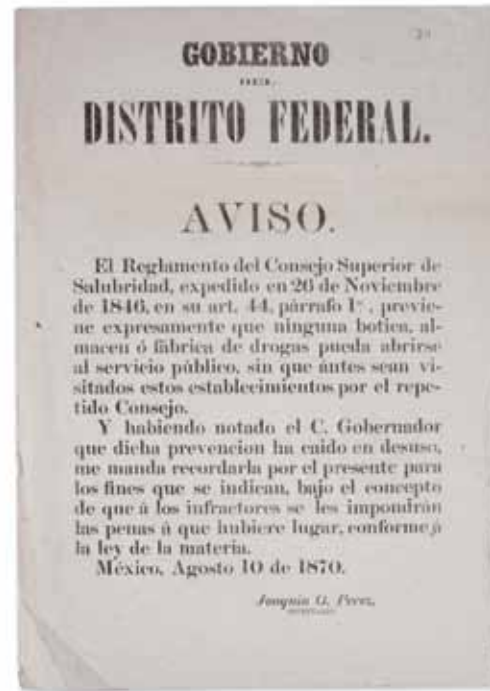 GOBIERNO
DISTRITO FEDERAL.
AVISO.
El Reglamento del Consejo Superior de
Salubridad, expedido en 26 de Noviembre
de 1846, en su art. 44, párrafo 1º, previe-
ne expresamente que ninguna botica, al-
macen ó fábrica de drogas pueda abrirse
al servicio público, sin que ántes sean vi-
sitados estos establecimientos por el repe-
tido Consejo.
Y habiendo notado el C. Gobernador
que dicha prevencion ha caido en desuso,
me manda recordarla por el presente para
los fines que se indican, bajo el concepto
de que á los infractores se les impondrán
las penas á que hubiere lugar, conforme á
la ley de la materia.
México, Agosto 10 de 1870.
Joaquin O. Perez,